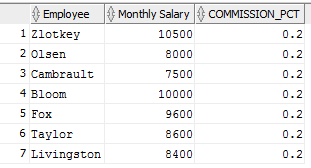 Employee Monthly Salary COMMISSION_PCT
1 Zlotkey 10500 0.2
2 Olsen 8000 0.2
3 Cambrault 7500 0.2
4 Bloom 10000 0.2
5 Fox 9600 0.2
6 Taylor 8600 0.2
7 Livingston 8400 0.2